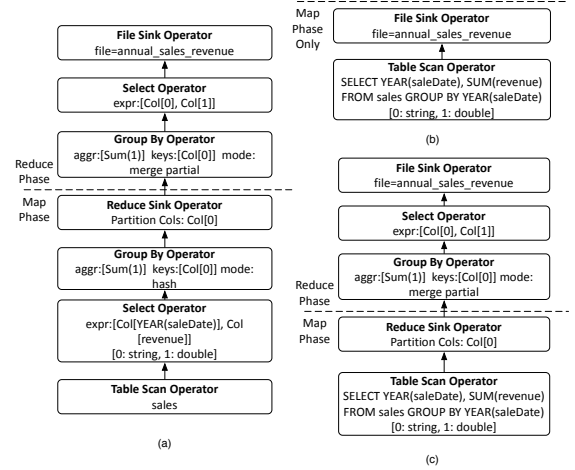 File Sink Operator
file=annual_sales_revenue
Select Operator
expr:[Col[0], Col[1]]
Group By Operator
aggr:[Sum(1)] keys:[Col[0]] mode:
merge partial
Reduce
Phase
Map
Phase
Reduce Sink Operator
Partition Cols: Col[0]
Group By Operator
aggr:[Sum(1)] keys:[Col[0]] mode:
hash
Select Operator
expr:[Col[YEAR(saleDate)], Col
[revenue]]
[0: string, 1: double]
Table Scan Operator
sales
(a)
Map
Phase
Only
File Sink Operator
file=annual_sales_revenue
Table Scan Operator
SELECT YEAR(saleDate), SUM(revenue)
FROM sales GROUP BY YEAR(saleDate)
[0: string, 1: double]
(b)
File Sink Operator
file=annual_sales_revenue
Select Operator
expr:[Col[0], Col[1]]
Group By Operator
aggr:[Sum(1)] keys:[Col[0]] mode:
merge partial
Reduce
Phase
Map
Phase
Reduce Sink Operator
Partition Cols: Col[0]
Table Scan Operator
SELECT YEAR(saleDate), SUM(revenue)
FROM sales GROUP BY YEAR(saleDate)
[0: string, 1: double]
(c)